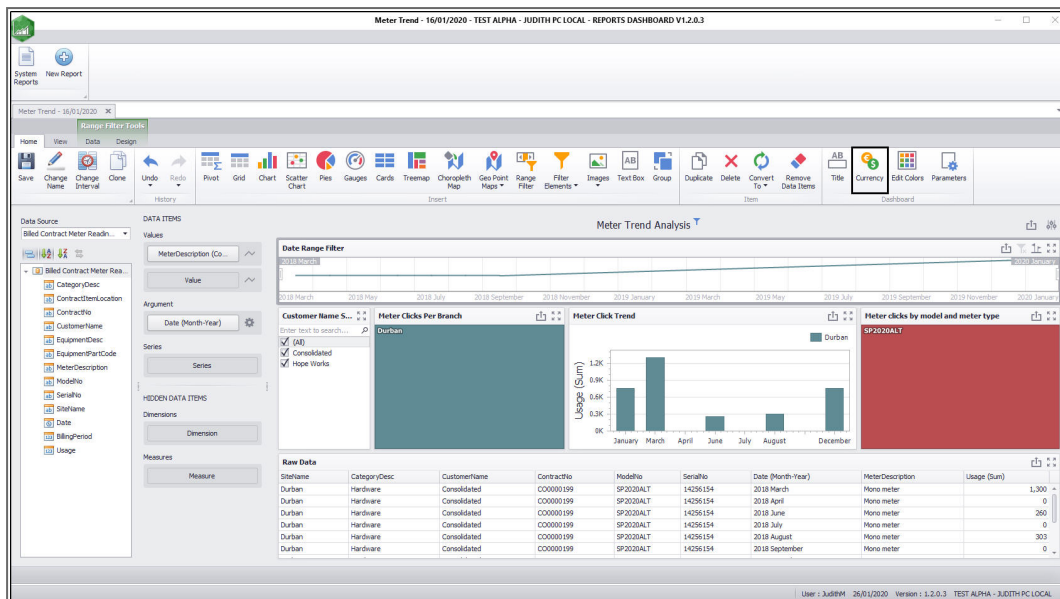 Meter Trend - 16/01/2020 - TEST ALPHA - JUDITH PC LOCAL - REPORTS DASHBOARD V1.2.0.3
System Reports
New Report
Meter Trend - 16/01/2020
Range Filter Tools
Home View Data Design
Save Change Name Change Interval Clone Undo Redo Pivot Grid Chart Scatter Chart Pies Gauges Cards Treemap Choropleth Map Geo Point Maps Range Filter Filter Elements Images Text Box Group Duplicate Delete Convert To Remove Data Items Title Currency Edit Colors Parameters
History Insert Item Dashboard
Data Source
Billed Contract Meter Readin...
Billed Contract Meter Rea...
CategoryDesc
ContractItemLocation
ContractNo
CustomerName
EquipmentDesc
EquipmentPartCode
MeterDescription
ModelNo
SerialNo
SiteName
Date
BillingPeriod
Usage
DATA ITEMS
Values
MeterDescription (Co...
Value
Argument
Date (Month-Year)
Series
Series
HIDDEN DATA ITEMS
Dimensions
Dimension
Measures
Measure
Meter Trend Analysis
Date Range Filter
2018 March 2020 January
2018 March 2018 May 2018 July 2018 September 2018 November 2019 January 2019 March 2019 May 2019 July 2019 September 2019 November 2020 January
Customer Name S...
Enter text to search...
(All)
Consolidated
Hope Works
Meter Clicks Per Branch
Durban
Meter Click Trend
Durban
Usage (Sum)
1.2K
0.9K
0.6K
0.3K
0K
January March April June July August December
Meter clicks by model and meter type
SP2020ALT
Raw Data
SiteName CategoryDesc CustomerName ContractNo ModelNo SerialNo Date (Month-Year) MeterDescription Usage (Sum)
Durban Hardware Consolidated CO0000199 SP2020ALT 14256154 2018 March Mono meter 1,300
Durban Hardware Consolidated CO0000199 SP2020ALT 14256154 2018 April Mono meter 0
Durban Hardware Consolidated CO0000199 SP2020ALT 14256154 2018 June Mono meter 260
Durban Hardware Consolidated CO0000199 SP2020ALT 14256154 2018 July Mono meter 0
Durban Hardware Consolidated CO0000199 SP2020ALT 14256154 2018 August Mono meter 303
Durban Hardware Consolidated CO0000199 SP2020ALT 14256154 2018 September Mono meter 0
User : JudithM 26/01/2020 Version : 1.2.0.3 TEST ALPHA - JUDITH PC LOCAL